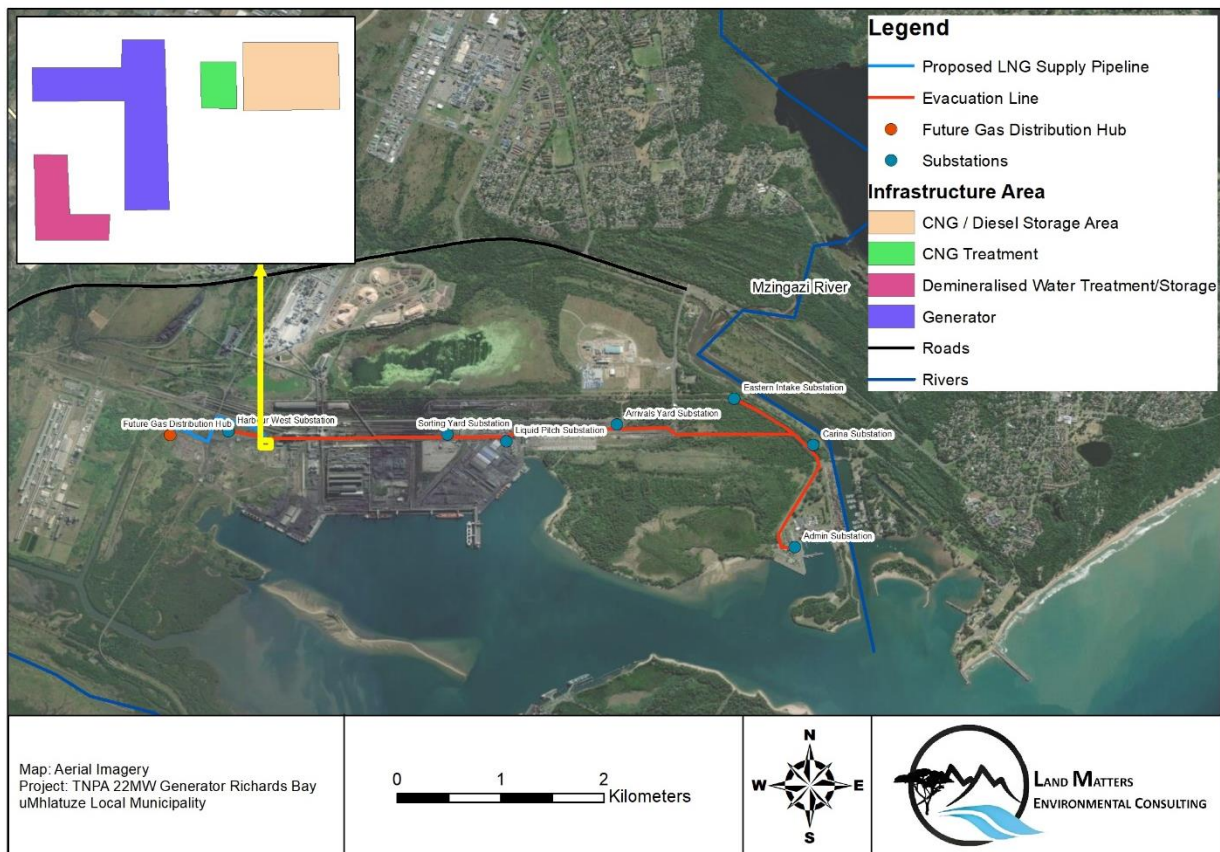 Legend
Proposed LNG Supply Pipeline
Evacuation Line
Future Gas Distribution Hub
Substations
Infrastructure Area
CNG / Diesel Storage Area
CNG Treatment
Demineralised Water Treatment/Storage
Generator
Roads
Rivers
Mzingazi River
Eastern Intake Substation
Arrivals Yard Substation
Future Gas Distribution Hub
Harbour West Substation
Sorting Yard Substation
Liquid Pitch Substation
Carina Substation
Admin Substation
Map: Aerial Imagery
Project: TNPA 22MW Generator Richards Bay
uMhlatuze Local Municipality
0 1 2
Kilometers
N
W E
S
LAND MATTERS
ENVIRONMENTAL CONSULTING